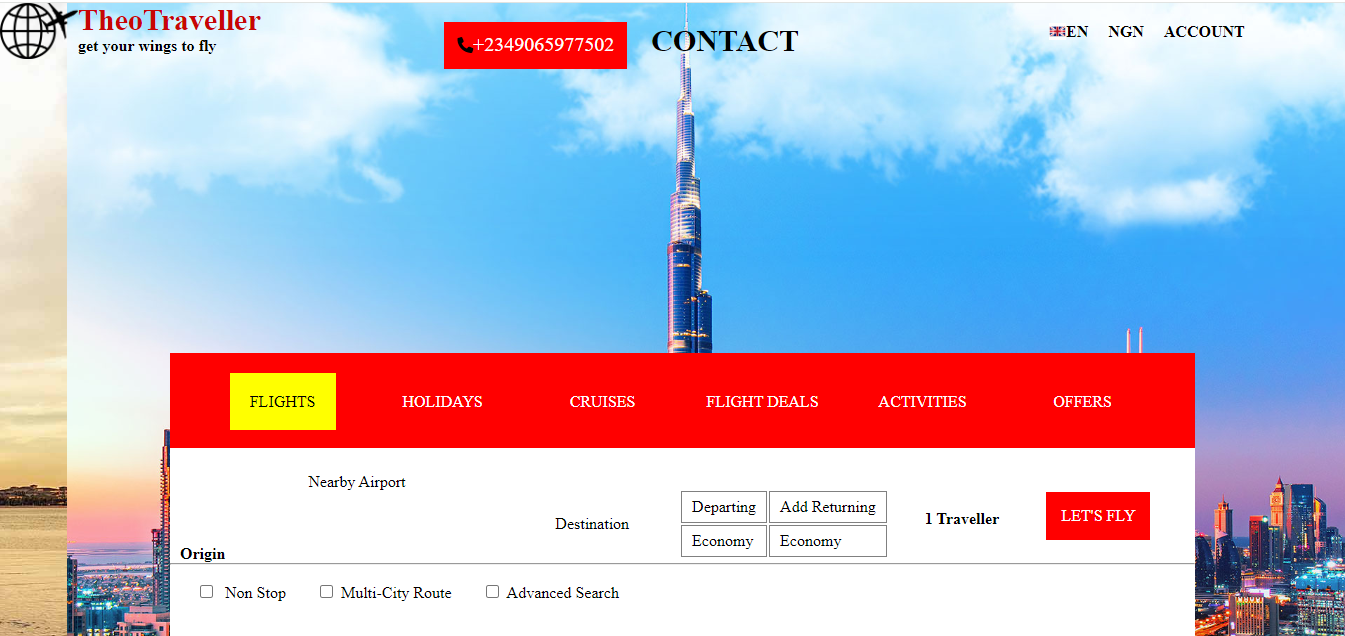 TheoTraveller
get your wings to fly
+2349065977502
CONTACT
EN
NGN
ACCOUNT
FLIGHTS
HOLIDAYS
CRUISES
FLIGHT DEALS
ACTIVITIES
OFFERS
Nearby Airport
Origin
Destination
Departing
Add Returning
Economy
Economy
1 Traveller
LET'S FLY
Non Stop
Multi-City Route
Advanced Search